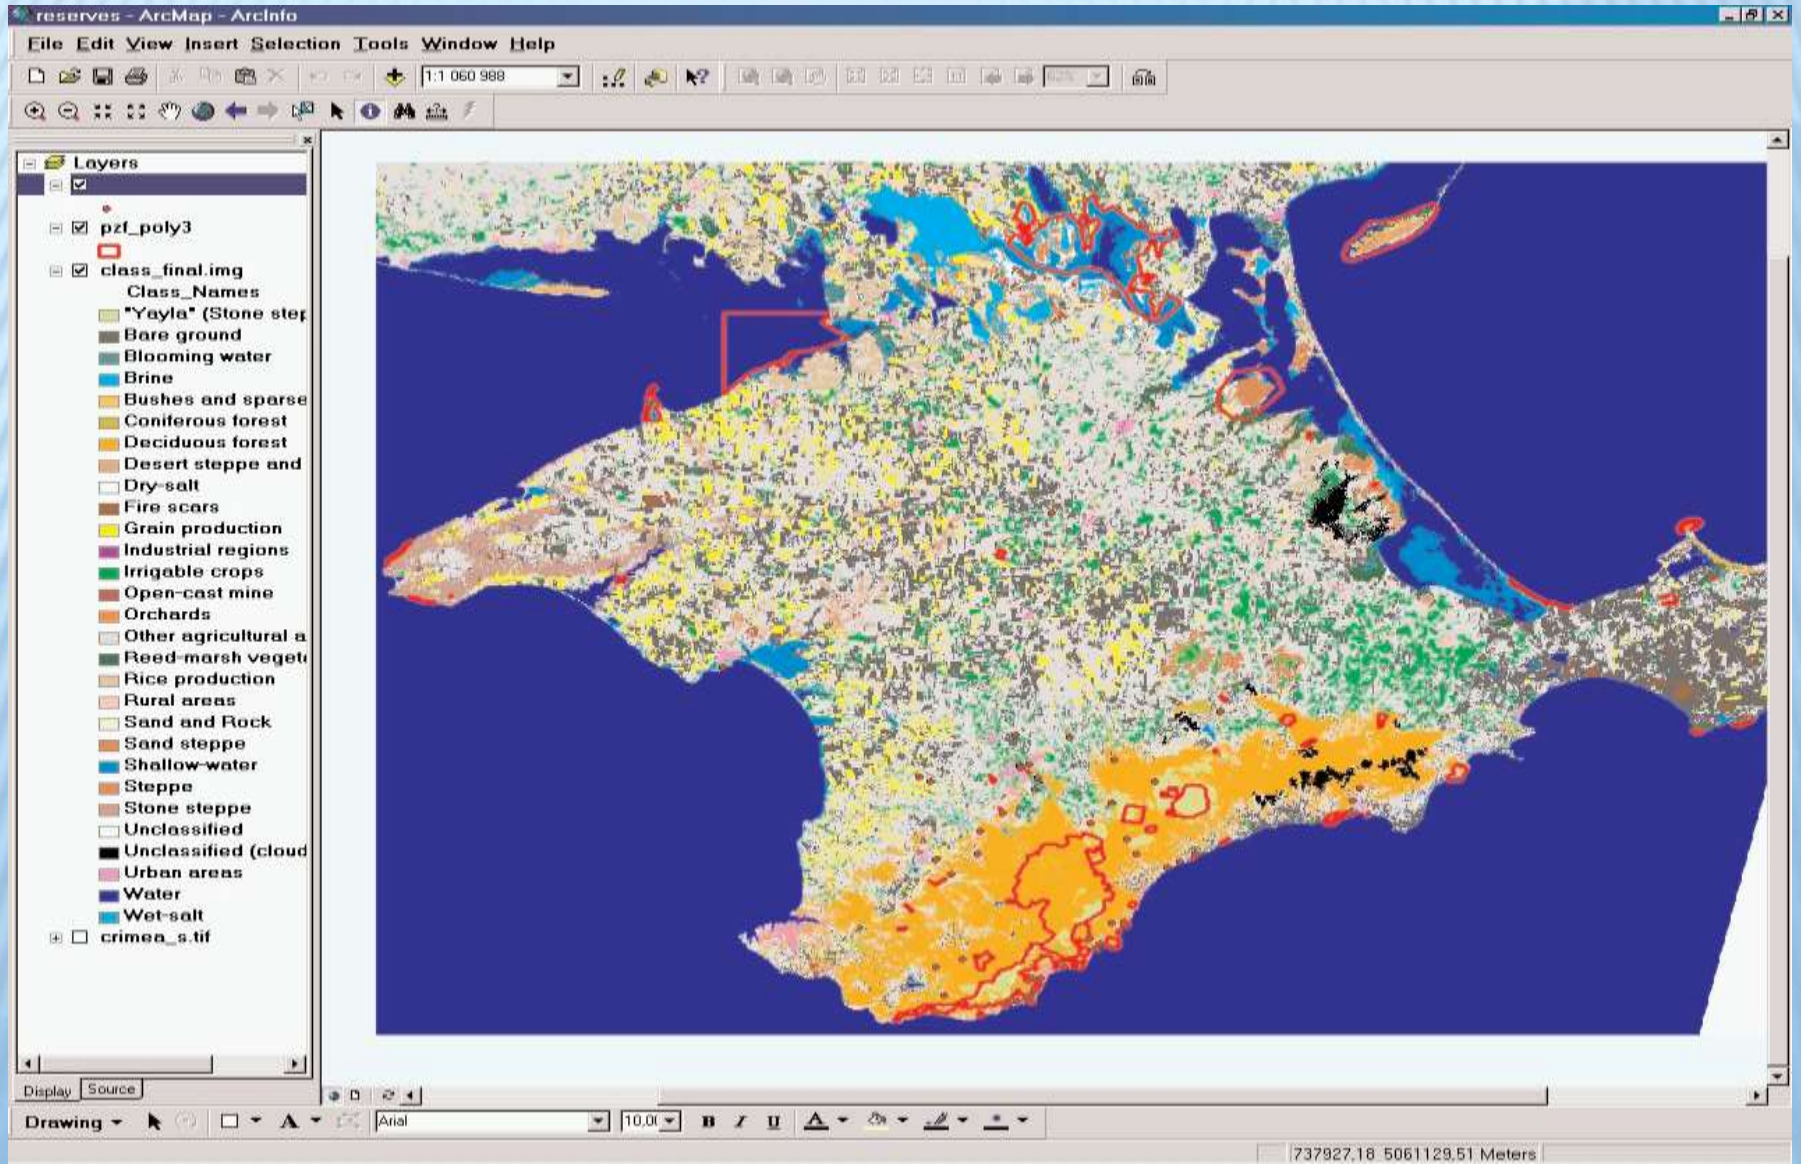 reserves - ArcMap - ArcInfo
File Edit View Insert Selection Tools Window Help
1:1 060 988
Layers
pzf_poly3
class_final.img
Class_Names
"Yayla" (Stone step
Bare ground
Blooming water
Brine
Bushes and sparse
Coniferous forest
Deciduous forest
Desert steppe and
Dry-salt
Fire scars
Grain production
Industrial regions
Irrigable crops
Open-cast mine
Orchards
Other agricultural a
Reed-marsh veget
Rice production
Rural areas
Sand and Rock
Sand steppe
Shallow-water
Steppe
Stone steppe
Unclassified
Unclassified (cloud
Urban areas
Water
Wet-salt
crimea_s.tif
Display Source
Drawing A Arial 10,0 B I U A
737927,18 5061129,51 Meters